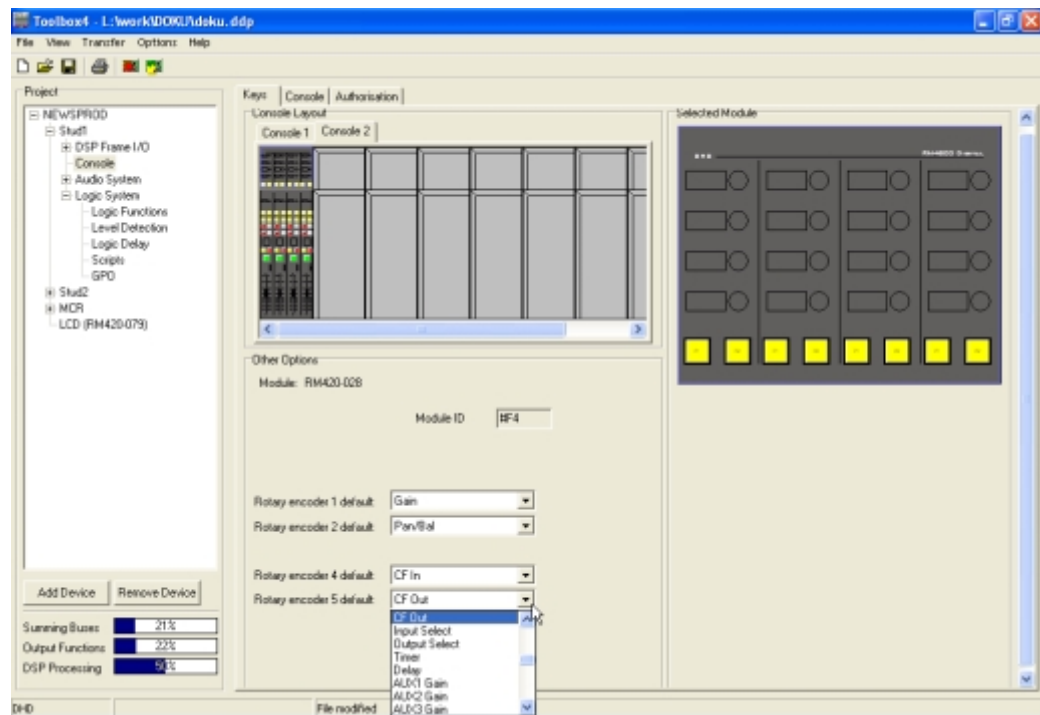 Toolbox4 - L:\work\DOKU\doku.ddp
File View Transfer Options Help
Project
NEWSPROD
Stud1
DSP Frame I/O
Console
Audio System
Logic System
Logic Functions
Level Detection
Logic Delay
Scripts
GPO
Stud2
MCR
LCD (RM420-079)
Add Device Remove Device
Summing Buses 21%
Output Functions 22%
DSP Processing 50%
Keys Console Authorisation
Console Layout
Console 1 Console 2
Other Options
Module: RM420-028
Module ID #F4
Rotary encoder 1 default Gain
Rotary encoder 2 default Pan/Bal
Rotary encoder 4 default CF In
Rotary encoder 5 default CF Out
CF Out
Input Select
Output Select
Timer
Delay
AUX1 Gain
AUX2 Gain
AUX3 Gain
Selected Module
DHD File modified